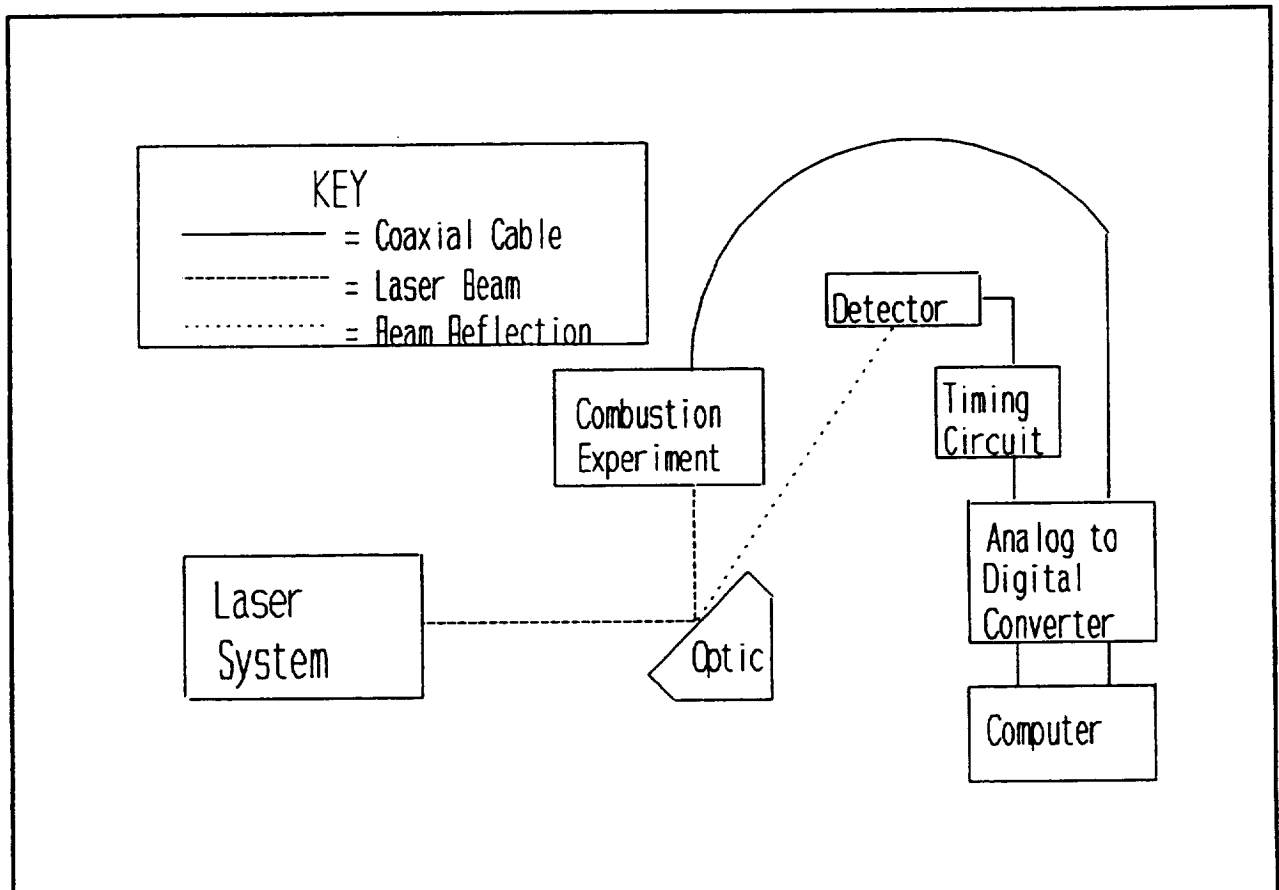 KEY
= Coaxial Cable
= Laser Beam
= Beam Reflection
Detector
Timing
Circuit
Combustion
Experiment
Analog to
Digital
Converter
Laser
System
Optic
Computer